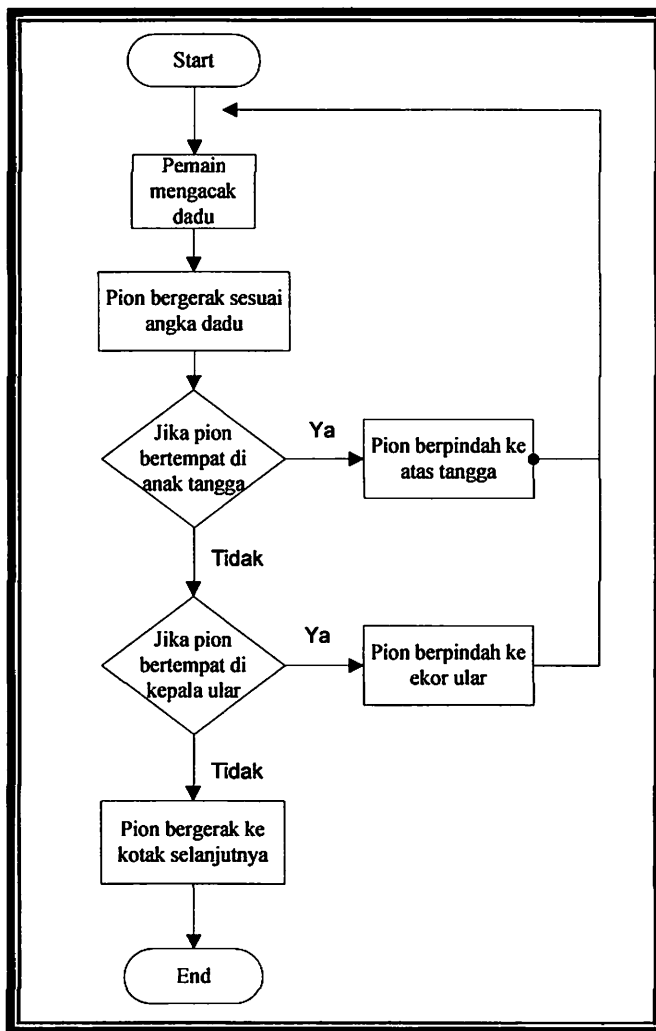 Start
Pemain
mengacak
dadu
Pion bergerak sesuai
angka dadu
Jika pion
bertempat di
anak tangga
Ya
Pion berpindah ke
atas tangga
Tidak
Jika pion
bertempat di
kepala ular
Ya
Pion berpindah ke
ekor ular
Tidak
Pion bergerak ke
kotak selanjutnya
End